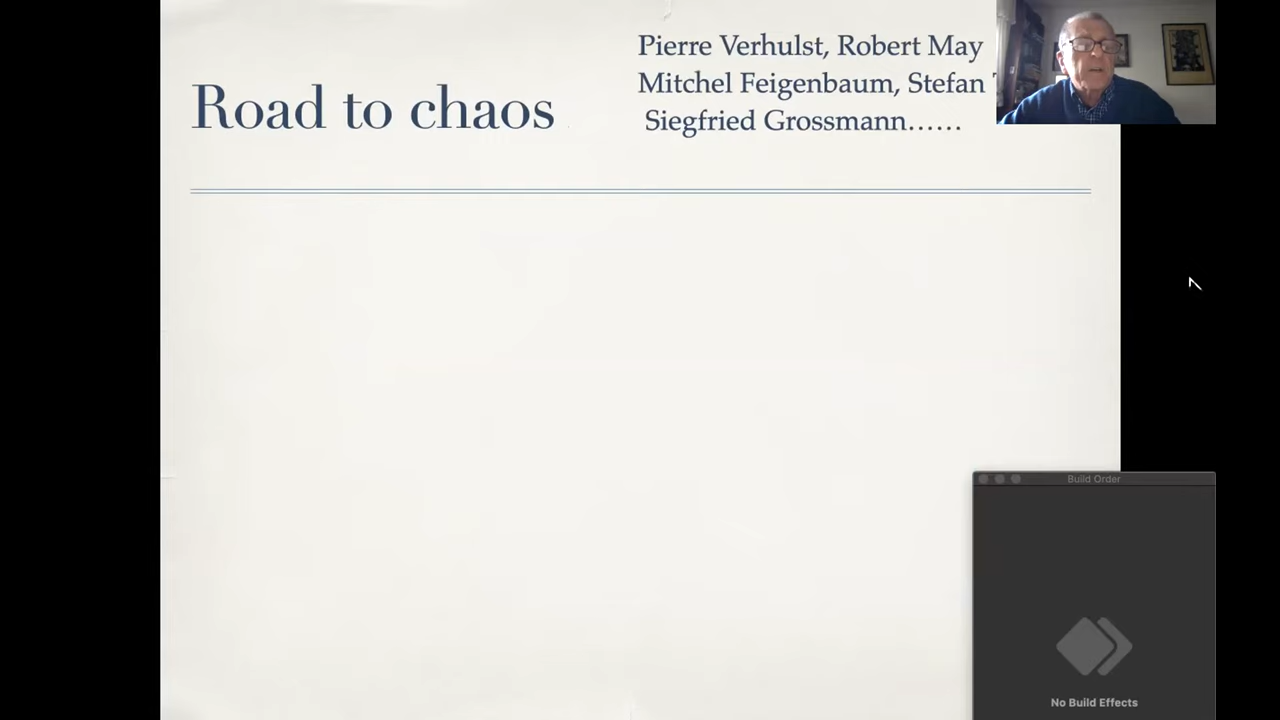 Pierre Verhulst, Robert May
Road to chaos
Mitchel Feigenbaum, Stefan
Siegfried Grossmann......
Build Order
No Build Effects